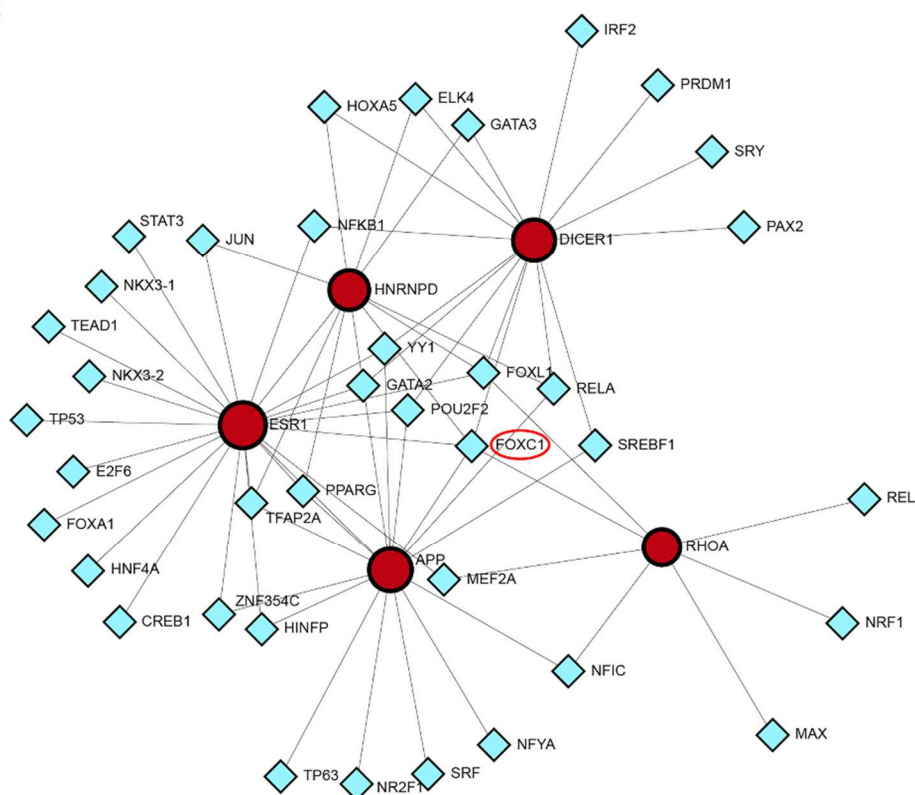 IRF2
PRDM1
ELK4
HOXA5
GATA3
SRY
STAT3
NFKB1
PAX2
JUN
DICER1
NKX3-1
HNRNPD
TEAD1
YY1
FOXL1
NKX3-2
GATA2
RELA
POU2F2
TP53
ESR1
FOXC1
SREBF1
E2F6
PPARG
REL
TFAP2A
FOXA1
RHOA
APP
HNF4A
MEF2A
ZNF354C
CREB1
HINFP
NRF1
NFIC
MAX
NFYA
TP63
SRF
NR2F1